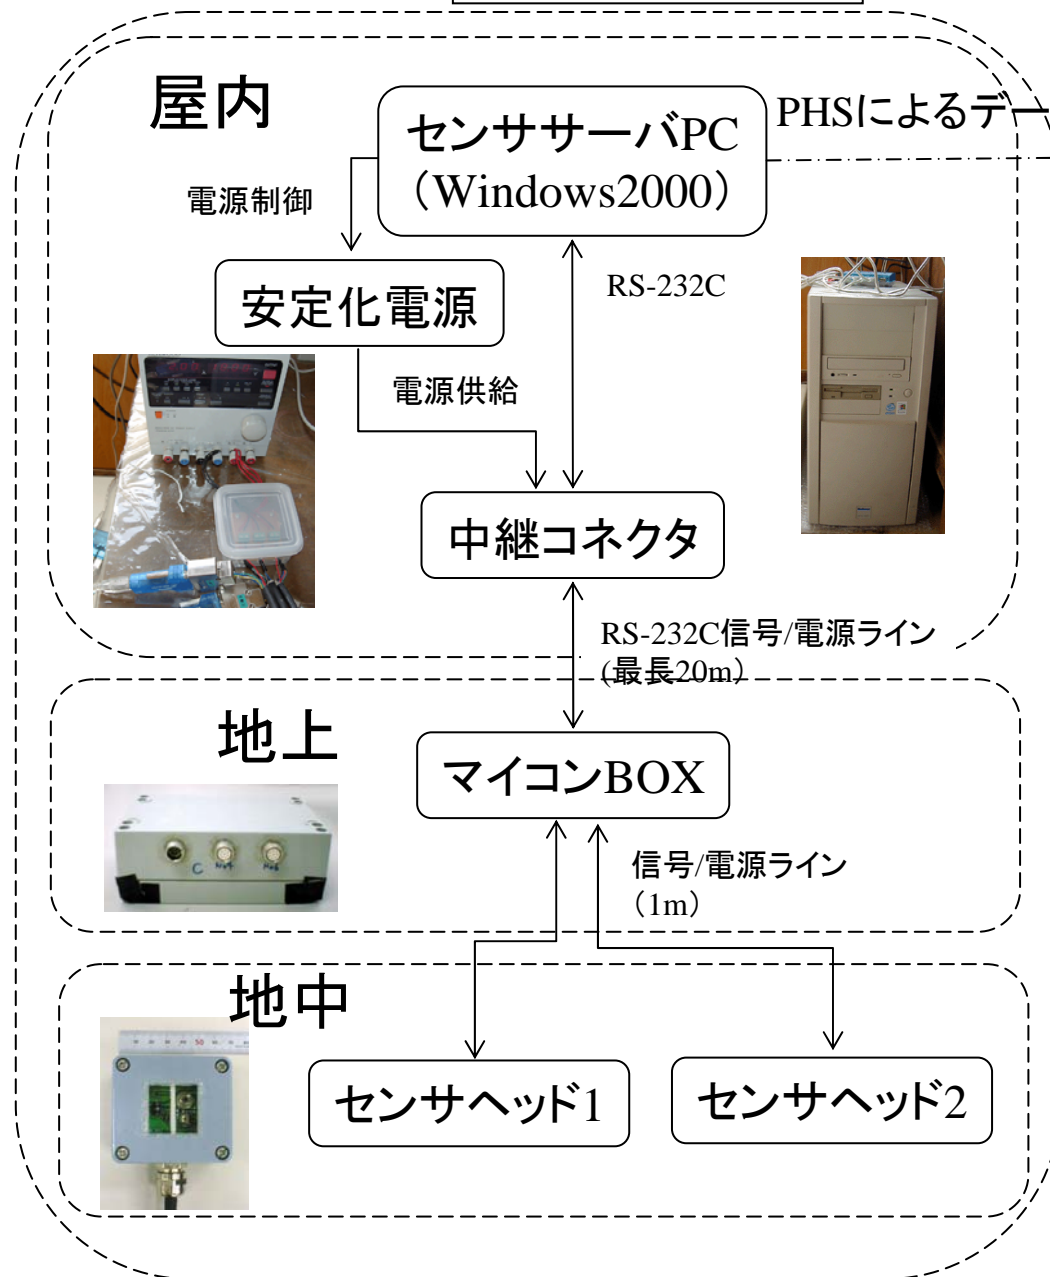 屋内
センササーバPC
（Windows2000）
PHSによるデー
電源制御
安定化電源
RS-232C
電源供給
中継コネクタ
RS-232C信号/電源ライン
(最長20m）
地上
マイコンBOX
C
信号/電源ライン
（1m）
地中
50
センサヘッド1
センサヘッド2